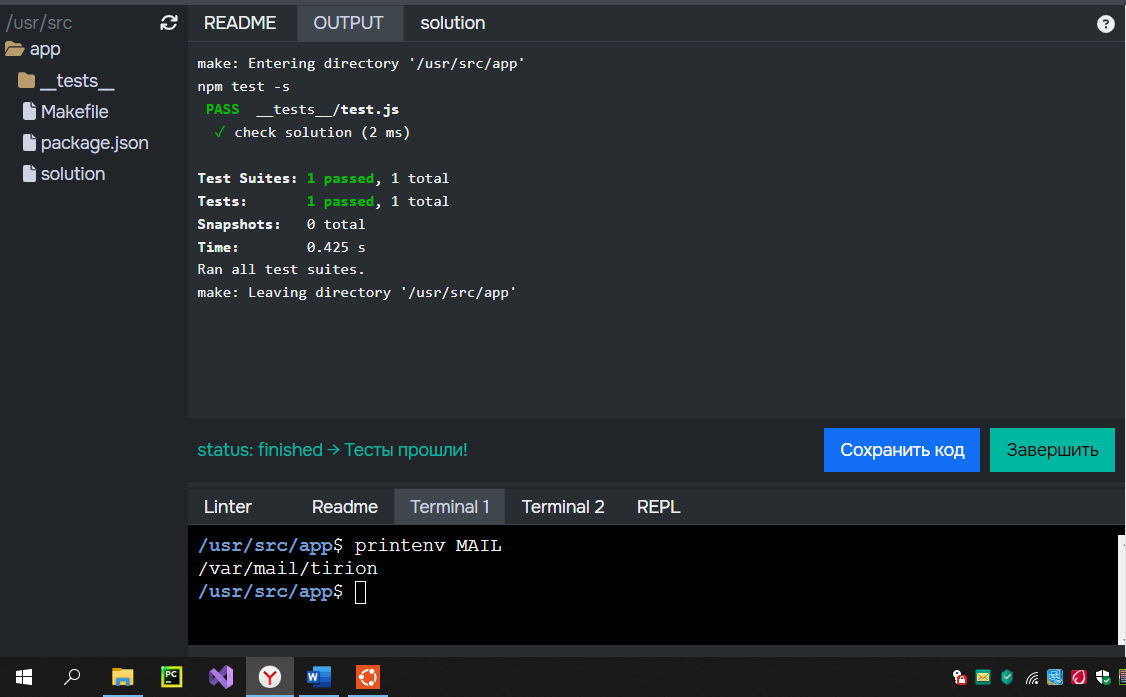 /usr/src
app
__tests__
Makefile
package.json
solution
README OUTPUT solution ?
make: Entering directory '/usr/src/app'
npm test -s
PASS __tests__/test.js
✓ check solution (2 ms)
Test Suites: 1 passed, 1 total
Tests: 1 passed, 1 total
Snapshots: 0 total
Time: 0.425 s
Ran all test suites.
make: Leaving directory '/usr/src/app'
status: finished → Тесты прошли!
Сохранить код Завершить
Linter Readme Terminal 1 Terminal 2 REPL
/usr/src/app$ printenv MAIL
/var/mail/tirion
/usr/src/app$
PC Y W